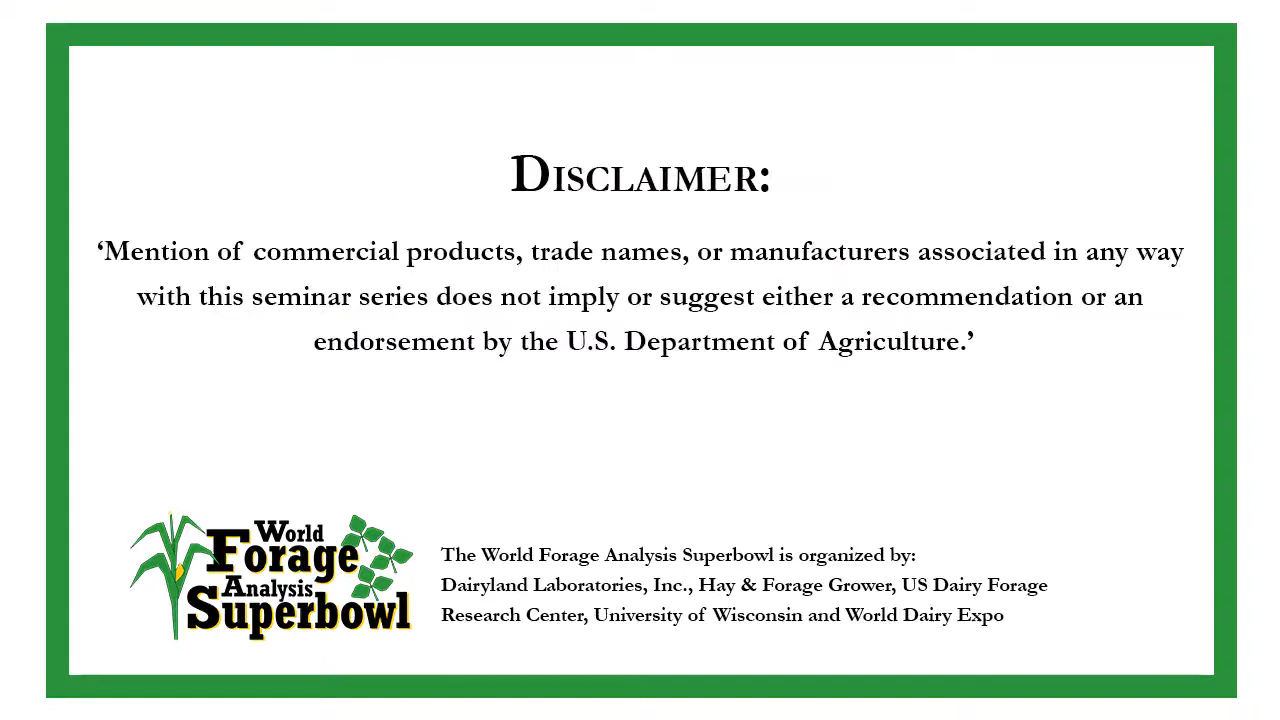 DISCLAIMER:
‘Mention of commercial products, trade names, or manufacturers associated in any way
with this seminar series does not imply or suggest either a recommendation or an
endorsement by the U.S. Department of Agriculture.’
World
Forage
Analysis
Superbowl
The World Forage Analysis Superbowl is organized by:
Dairyland Laboratories, Inc., Hay & Forage Grower, US Dairy Forage
Research Center, University of Wisconsin and World Dairy Expo